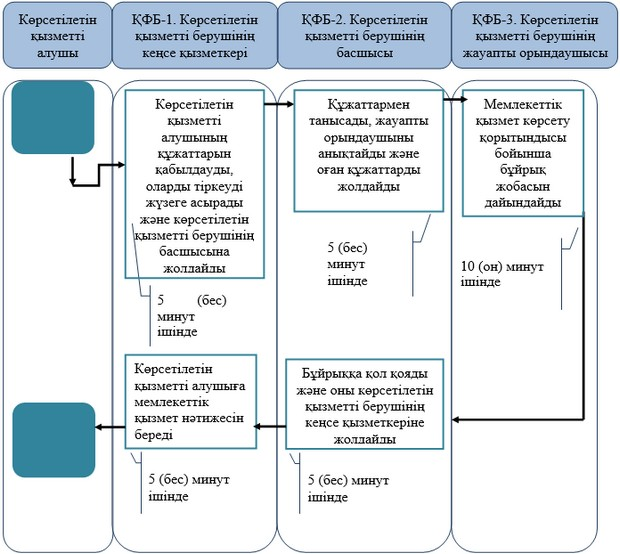 Көрсетілетін
қызметті
алушы
ҚФБ-1. Көрсетілетін
қызметті берушінің
кеңсе қызметкері
ҚФБ-2. Көрсетілетін
қызметті берушінің
басшысы
ҚФБ-3. Көрсетілетін
қызметті берушінің
жауапты орындаушысы
Көрсетілетін
қызметті
алушының
құжаттарын
қабылдауды,
оларды тіркеуді
жүзеге асырады
және көрсетілетін
қызметті берушінің
басшысына
жолдайды
Құжаттармен
танысады, жауапты
орындаушыны
анықтайды және
оған құжаттарды
жолдайды
Мемлекеттік
қызмет көрсету
қорытындысы
бойынша
бұйрық
жобасын
дайындайды
5 (бес)
минут
ішінде
5 (бес)
минут
ішінде
10 (он) минут
ішінде
Көрсетілетін
қызметті алушыға
мемлекеттік
қызмет нәтижесін
береді
Бұйрыққа қол қояды
және оны көрсетілетін
қызметті берушінің
кеңсе қызметкеріне
жолдайды
5 (бес) минут
ішінде
5 (бес) минут
ішінде